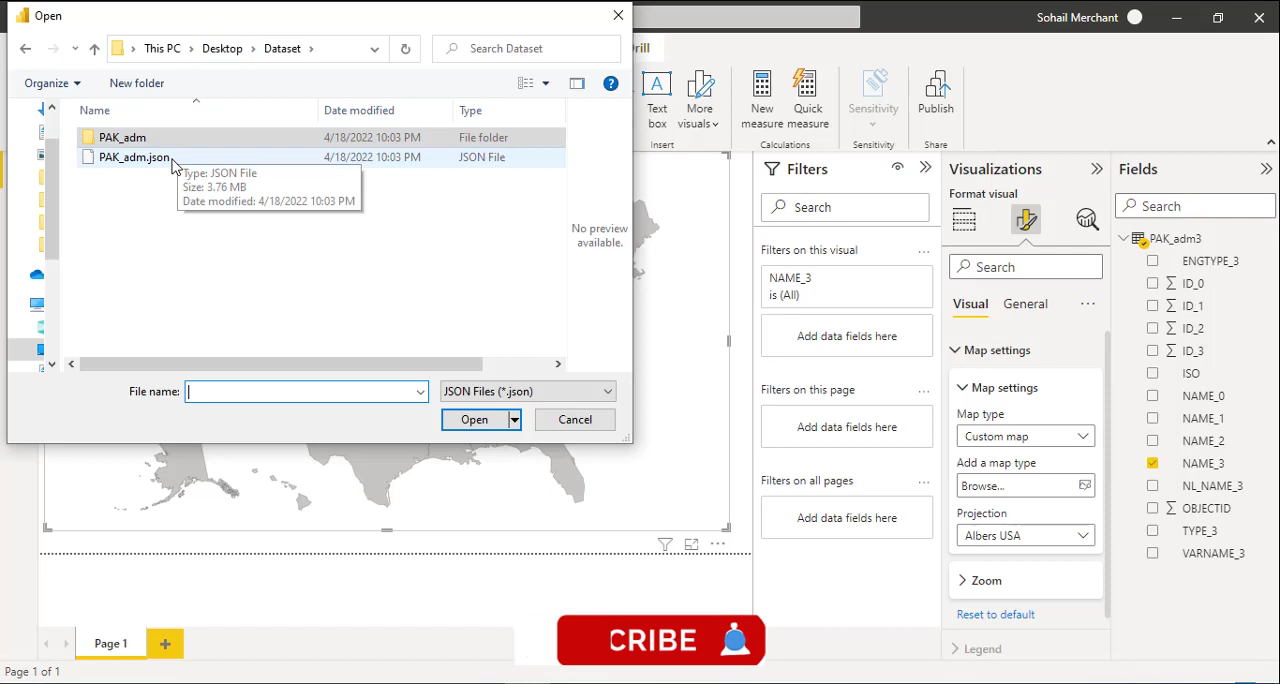 Open
This PC > Desktop > Dataset >
Search Dataset
Organize
New folder
Name
Date modified
Type
PAK_adm
4/18/2022 10:03 PM
File folder
PAK_adm.json
4/18/2022 10:03 PM
JSON File
Type: JSON File
Size: 3.76 MB
Date modified: 4/18/2022 10:03 PM
No preview
available.
File name:
JSON Files (*.json)
Open
Cancel
Sohail Merchant
rill
Text
box
More
visuals
New
measure
Quick
measure
Sensitivity
Publish
Insert
Calculations
Sensitivity
Share
Filters
Search
Filters on this visual
NAME_3
is (All)
Add data fields here
Filters on this page
Add data fields here
Filters on all pages
Add data fields here
Visualizations
Format visual
Search
Visual
General
Map settings
Map settings
Map type
Custom map
Add a map type
Browse...
Projection
Albers USA
Zoom
Reset to default
Legend
Fields
Search
PAK_adm3
ENGTYPE_3
ID_0
ID_1
ID_2
ID_3
ISO
NAME_0
NAME_1
NAME_2
NAME_3
NL_NAME_3
OBJECTID
TYPE_3
VARNAME_3
CRIBE
Page 1
Page 1 of 1